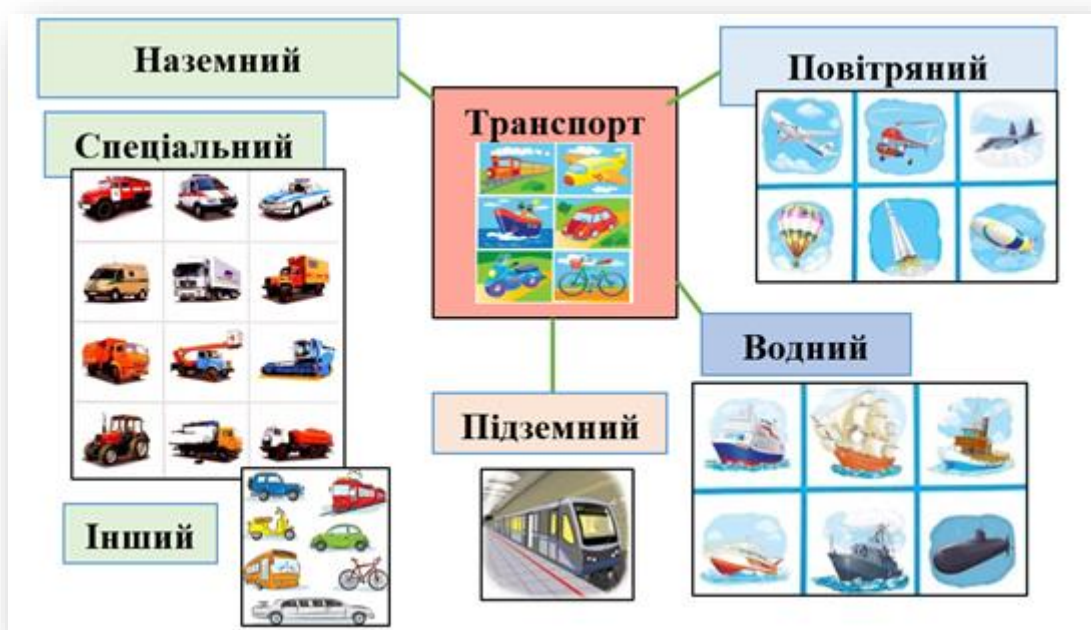 Наземний
Повітряний
Транспорт
Спеціальний
Водний
Підземний
Інший